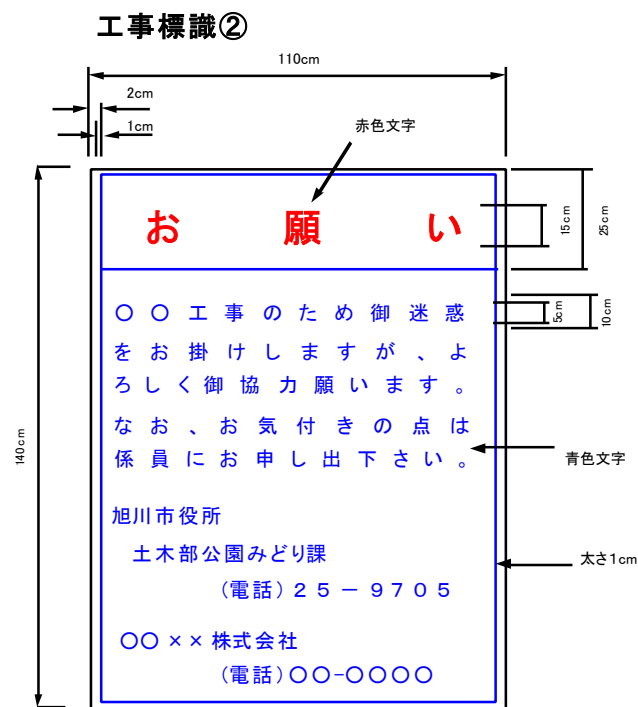 工事標識②
110cm
2cm
1cm
赤色文字
お願い
15cm
25cm
〇〇工事のため御迷惑
5cm
10cm
をお掛けしますが、よ
ろしく御協力願います。
なお、お気付きの点は
係員にお申し出下さい。
青色文字
140cm
旭川市役所
土木部公園みどり課
(電話)２５－９７０５
太さ1cm
〇〇××株式会社
(電話)〇〇-〇〇〇〇